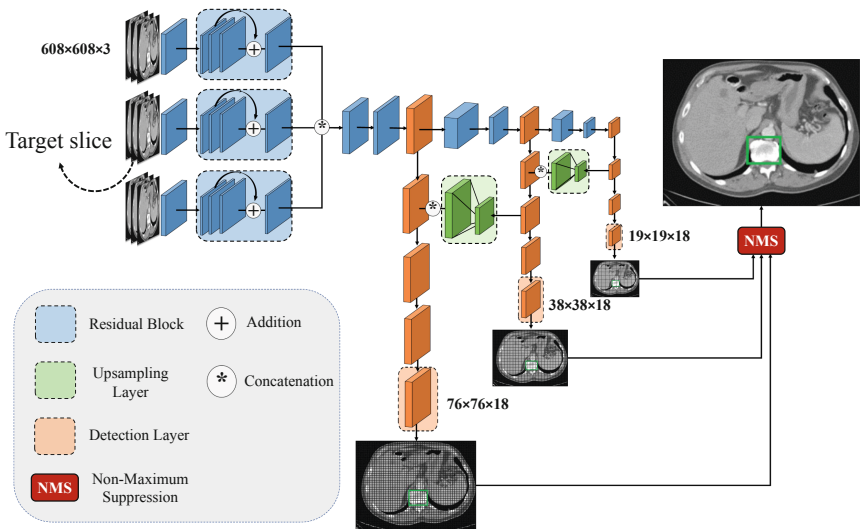 608×608×3
Target slice
+
+
+
*
*
*
19×19×18
38×38×18
76×76×18
NMS
Residual Block
+
Addition
Upsampling
Layer
*
Concatenation
Detection Layer
NMS
Non-Maximum
Suppression